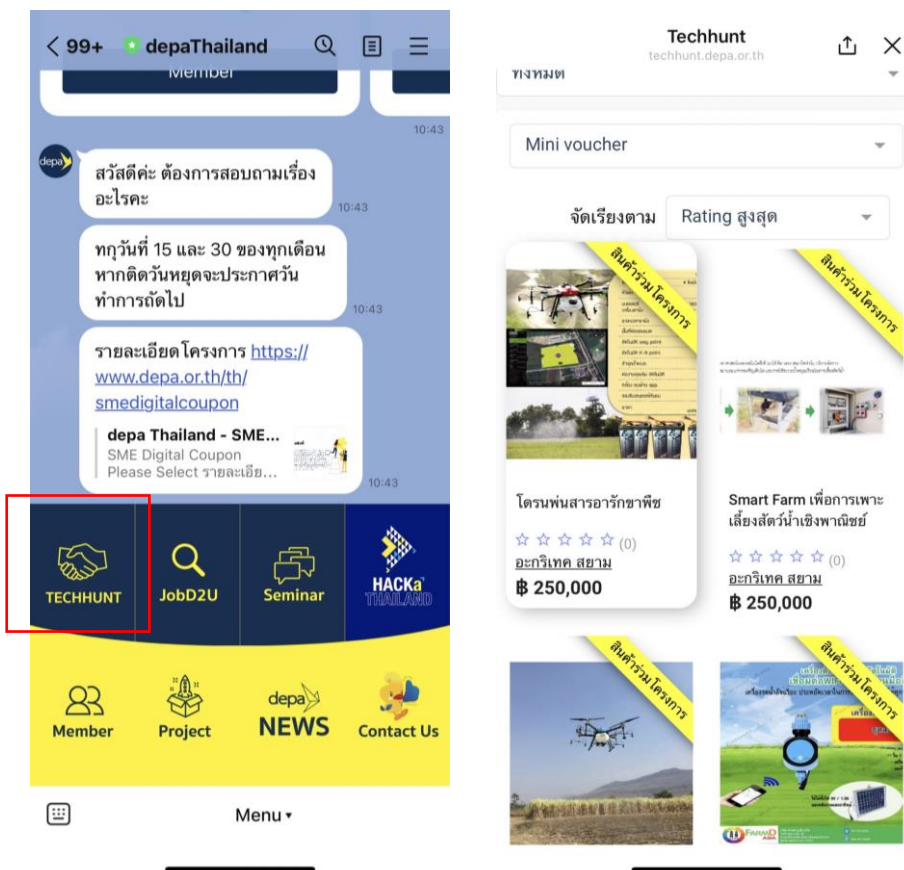 99+
depaThailand
Member
10:43
depa
สวัสดีค่ะ ต้องการสอบถามเรื่อง
อะไรคะ
10:43
ทกุวันที่ 15 และ 30 ของทุกเดือน
หากติดวันหยุดจะประกาศวัน
ทำการถัดไป
10:43
รายละเอียดโครงการ https://
www.depa.or.th/th/
smedigitalcoupon
depa Thailand - SME...
SME Digital Coupon
Please Select รายละเอีย...
10:43
TECHHUNT
JobD2U
Seminar
HACKa
THAILAND
Member
Project
depa
NEWS
Contact Us
Menu
Techhunt
techhunt.depa.or.th
ทั้งหมด
Mini voucher
จัดเรียงตาม
Rating สูงสุด
สินค้าร่วมโครงการ
โดรนพ่นสารอารักขาพืช
(0)
อะกริเทค สยาม
฿ 250,000
สินค้าร่วมโครงการ
Smart Farm เพื่อการเพาะ
เลี้ยงสัตว์น้ำเชิงพาณิชย์
(0)
อะกริเทค สยาม
฿ 250,000
สินค้าร่วมโครงการ
สินค้าร่วมโครงการ
FARMD
ASIA